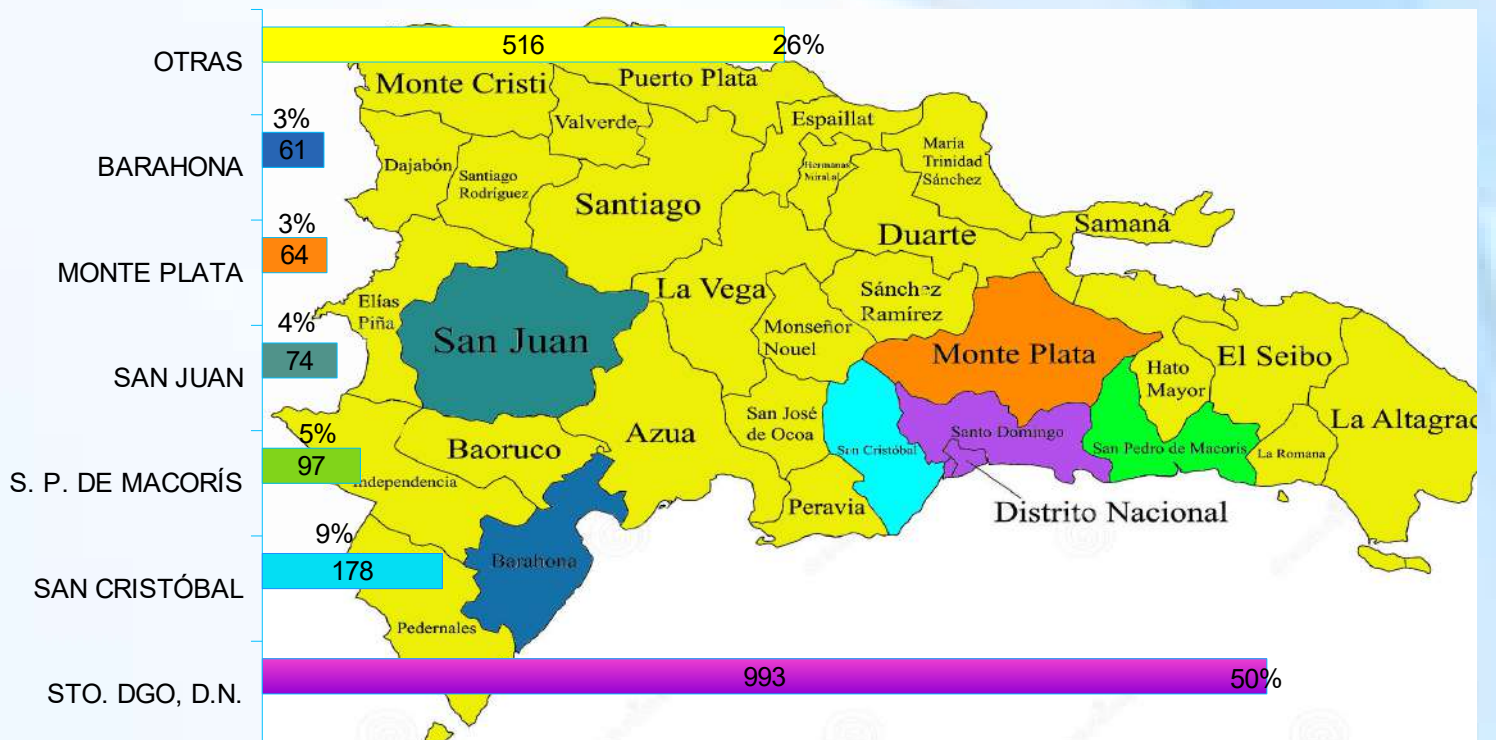 OTRAS
516
26%
BARAHONA
3%
61
MONTE PLATA
3%
64
SAN JUAN
4%
74
S. P. DE MACORÍS
5%
97
SAN CRISTÓBAL
9%
178
STO. DGO, D.N.
993
50%
Monte Cristi
Puerto Plata
Valverde
Espaillat
Dajabón
Santiago
Rodríguez
Hermanas
Mirabal
María
Trinidad
Sánchez
Santiago
Duarte
Samaná
Elías
Piña
La Vega
Sánchez
Ramírez
San Juan
Monseñor
Nouel
Monte Plata
Hato
Mayor
El Seibo
Baoruco
Azua
San José
de Ocoa
San Cristóbal
Santo Domingo
San Pedro de Macoris
La Romana
La Altagrac
Independencia
Peravia
Distrito Nacional
Barahona
Pedernales